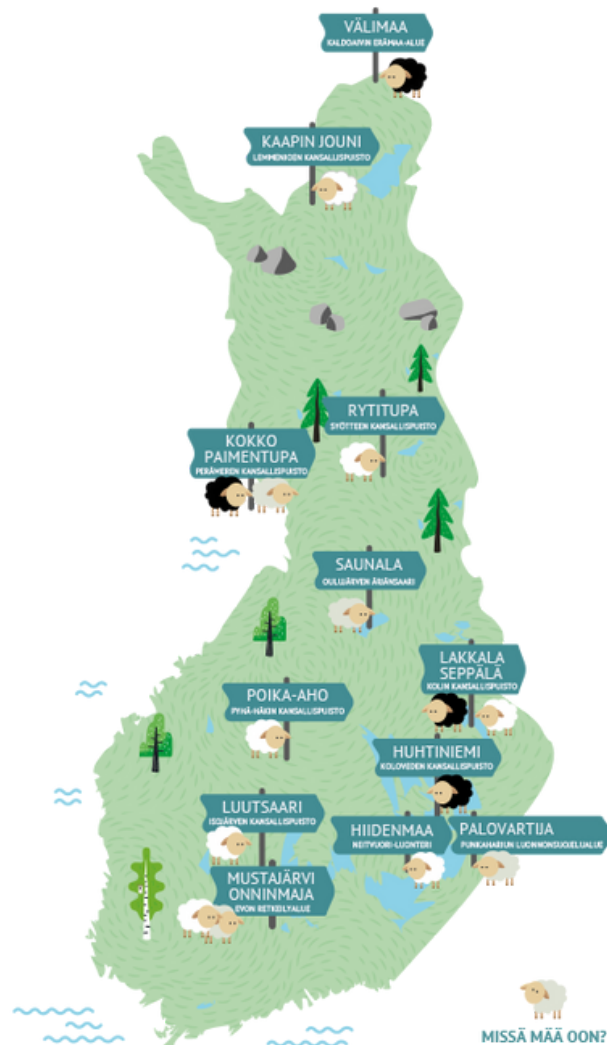 VÄLIMAA
KALDOAIVIN ERÄMAA-ALUE
KAAPIN JOUNI
LEMMENJOEN KANSALLISPUISTO
RYTITUPA
SYÖTTEEN KANSALLISPUISTO
KOKKO
PAIMENTUPA
PERÄMEREN KANSALLISPUISTO
SAUNALA
OULUJÄRVEN ÄRJÄNSAARI
LAKKALA
SEPPÄLÄ
KOLIN KANSALLISPUISTO
POIKA-AHO
PYHÄ-HÄKIN KANSALLISPUISTO
HUHTINIEMI
KOLOVEDEN KANSALLISPUISTO
LUUTSAARI
ISOJÄRVEN KANSALLISPUISTO
HIIDENMAA
NEITVUORI-LUONTERI
PALOVARTIJA
PUNKAHARJUN LUONNONSUOJELUALUE
MUSTAJÄRVI
ONNINMAJA
EVON RETKEILYALUE
MISSÄ MÄÄ OON?